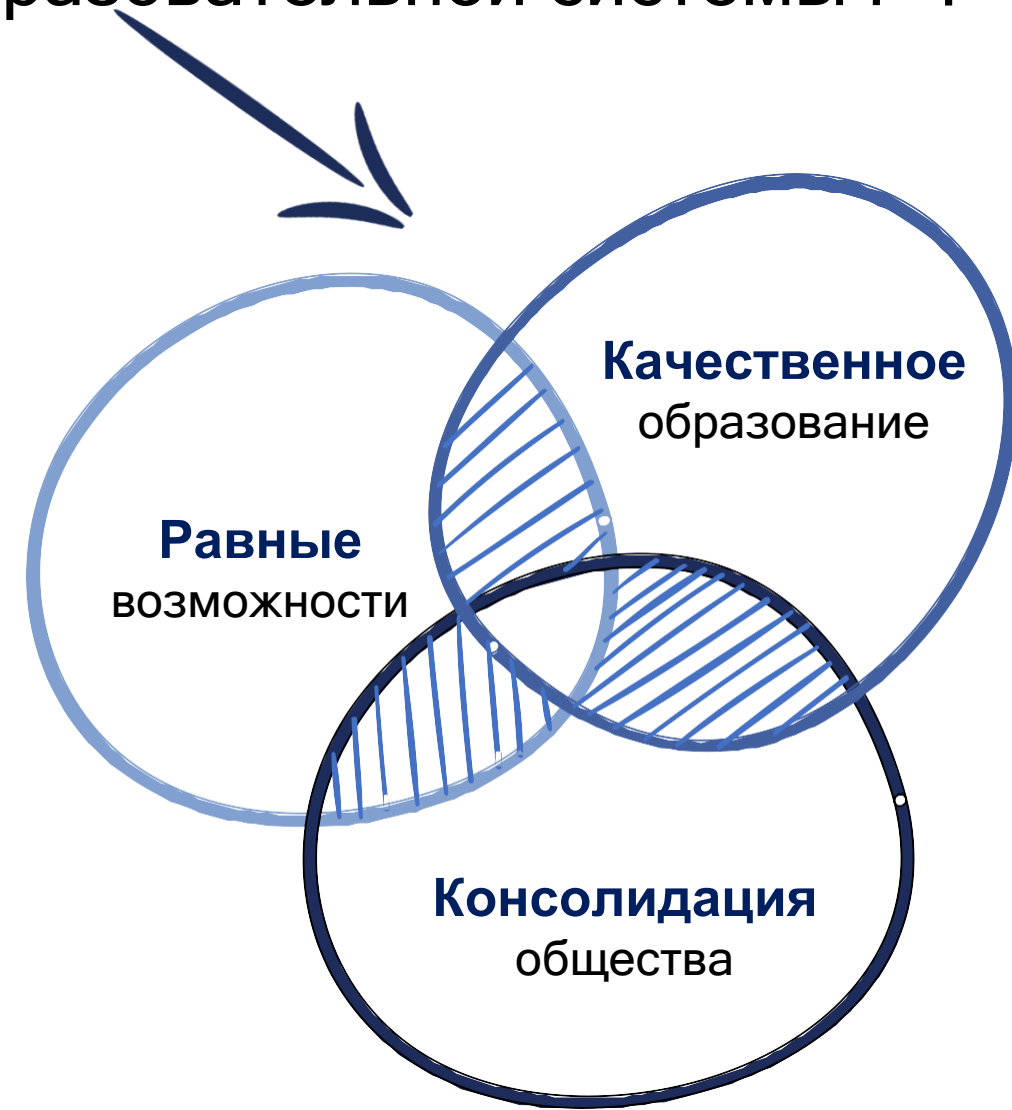 Равные
возможности
Качественное
образование
Консолидация
общества